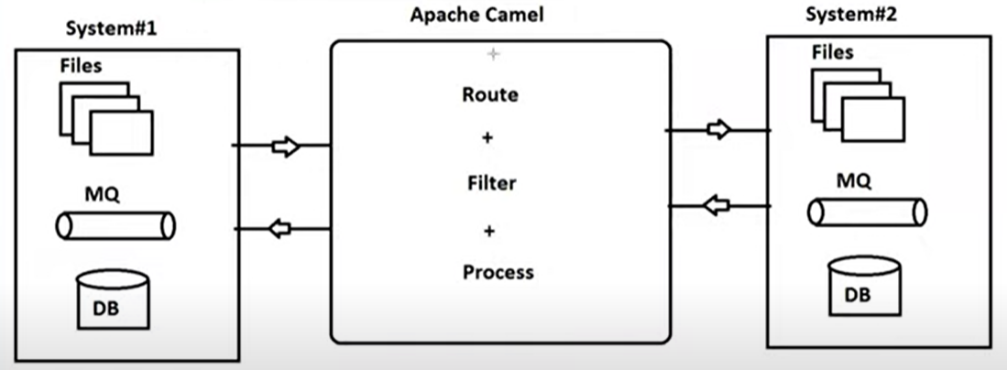 System#1
Files
MQ
DB
Apache Camel
Route
+
Filter
+
Process
System#2
Files
MQ
DB